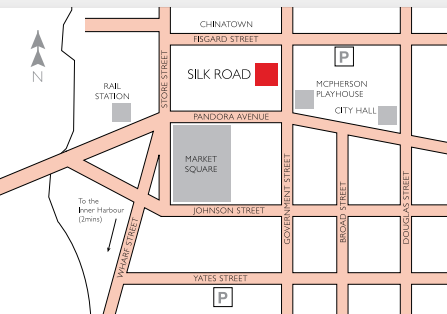 CHINATOWN
FISGARD STREET
P
N
SILK ROAD
STORE STREET
RAIL
STATION
MCPHERSON
PLAYHOUSE
CITY HALL
PANDORA AVENUE
MARKET
SQUARE
GOVERNMENT STREET
BROAD STREET
DOUGLAS STREET
To the
Inner Harbour
(2mins)
JOHNSON STREET
WHARF STREET
YATES STREET
P